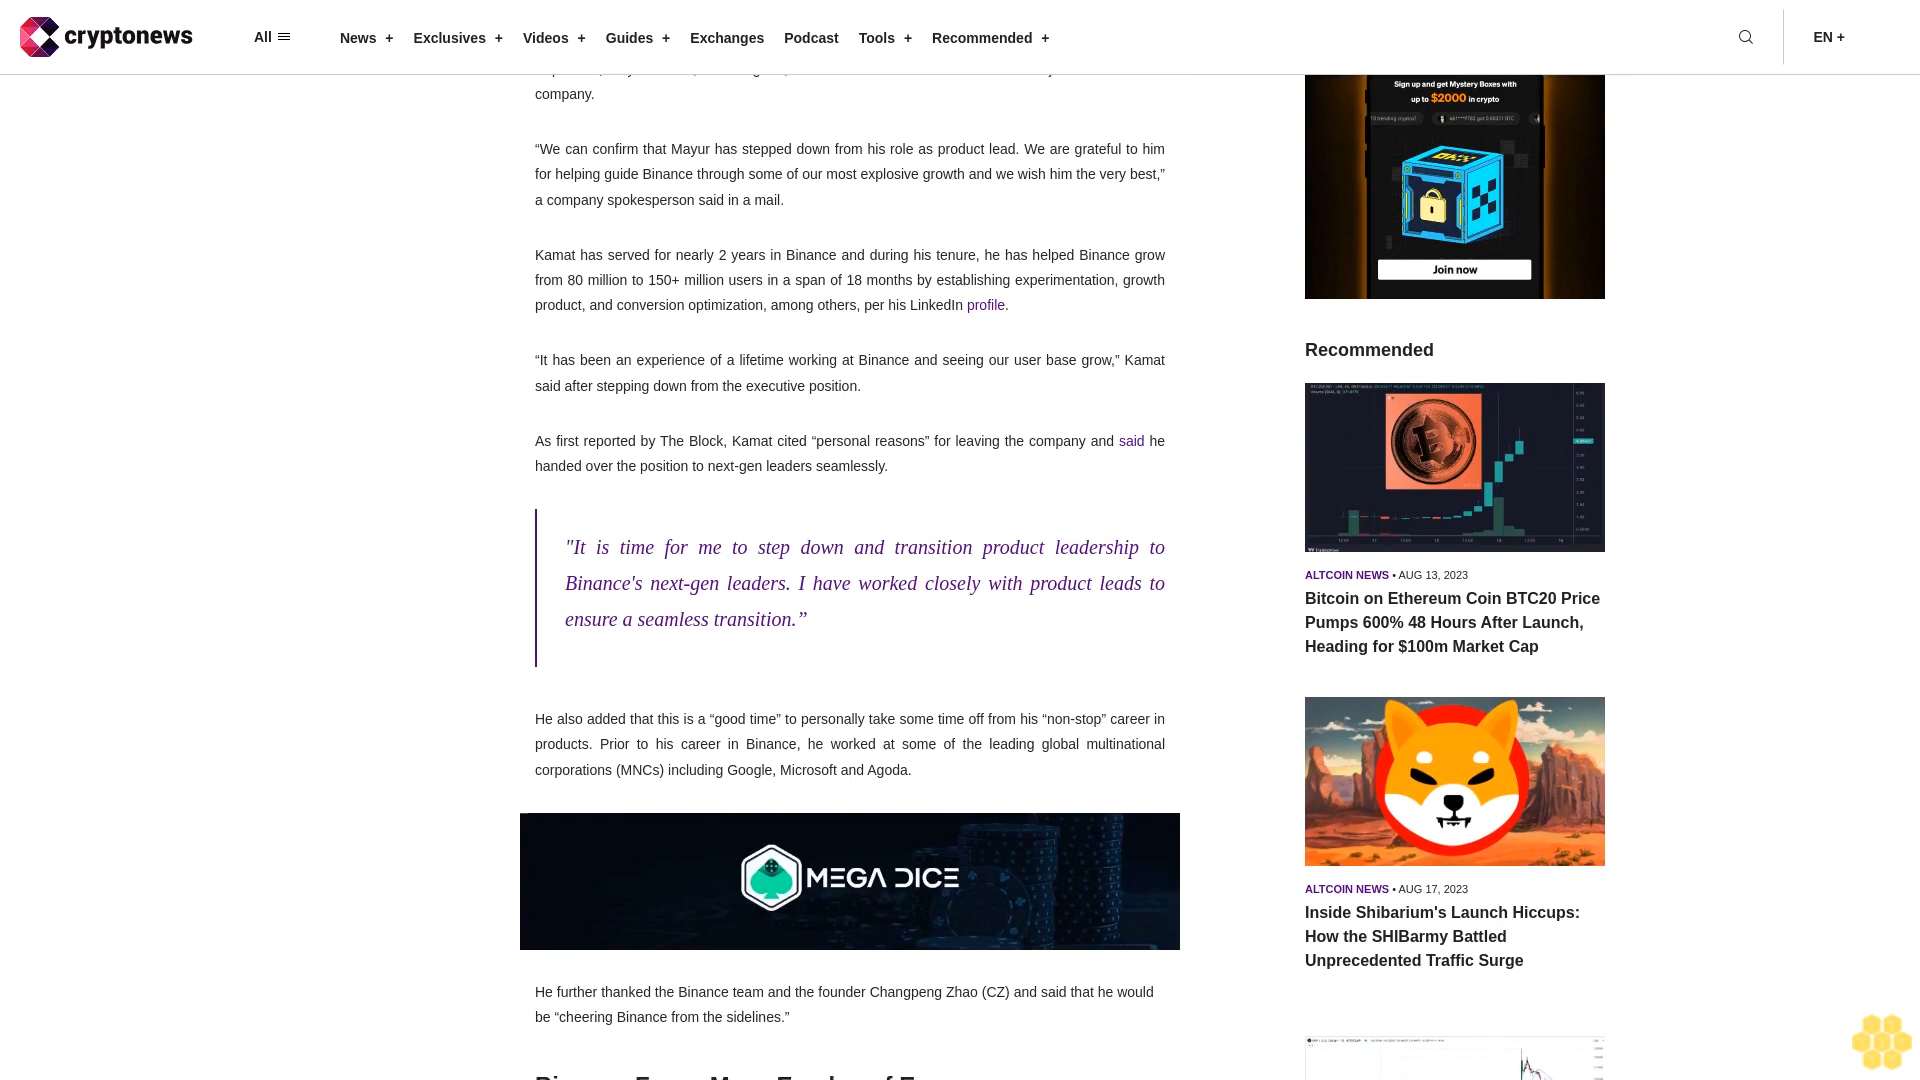 cryptonews
All
News +
Exclusives +
Videos +
Guides +
Exchanges
Podcast
Tools +
Recommended +
EN +
company.
“We can confirm that Mayur has stepped down from his role as product lead. We are grateful to him
for helping guide Binance through some of our most explosive growth and we wish him the very best,”
a company spokesperson said in a mail.
Kamat has served for nearly 2 years in Binance and during his tenure, he has helped Binance grow
from 80 million to 150+ million users in a span of 18 months by establishing experimentation, growth
product, and conversion optimization, among others, per his LinkedIn profile.
“It has been an experience of a lifetime working at Binance and seeing our user base grow,” Kamat
said after stepping down from the executive position.
As first reported by The Block, Kamat cited “personal reasons” for leaving the company and said he
handed over the position to next-gen leaders seamlessly.
"It is time for me to step down and transition product leadership to
Binance's next-gen leaders. I have worked closely with product leads to
ensure a seamless transition.”
He also added that this is a “good time” to personally take some time off from his “non-stop” career in
products. Prior to his career in Binance, he worked at some of the leading global multinational
corporations (MNCs) including Google, Microsoft and Agoda.
MEGA DICE
He further thanked the Binance team and the founder Changpeng Zhao (CZ) and said that he would
be “cheering Binance from the sidelines.”
Sign up and get Mystery Boxes with
up to $2000 in crypto
OKX
Join now
Recommended
ALTCOIN NEWS • AUG 13, 2023
Bitcoin on Ethereum Coin BTC20 Price
Pumps 600% 48 Hours After Launch,
Heading for $100m Market Cap
ALTCOIN NEWS • AUG 17, 2023
Inside Shibarium's Launch Hiccups:
How the SHIBarmy Battled
Unprecedented Traffic Surge